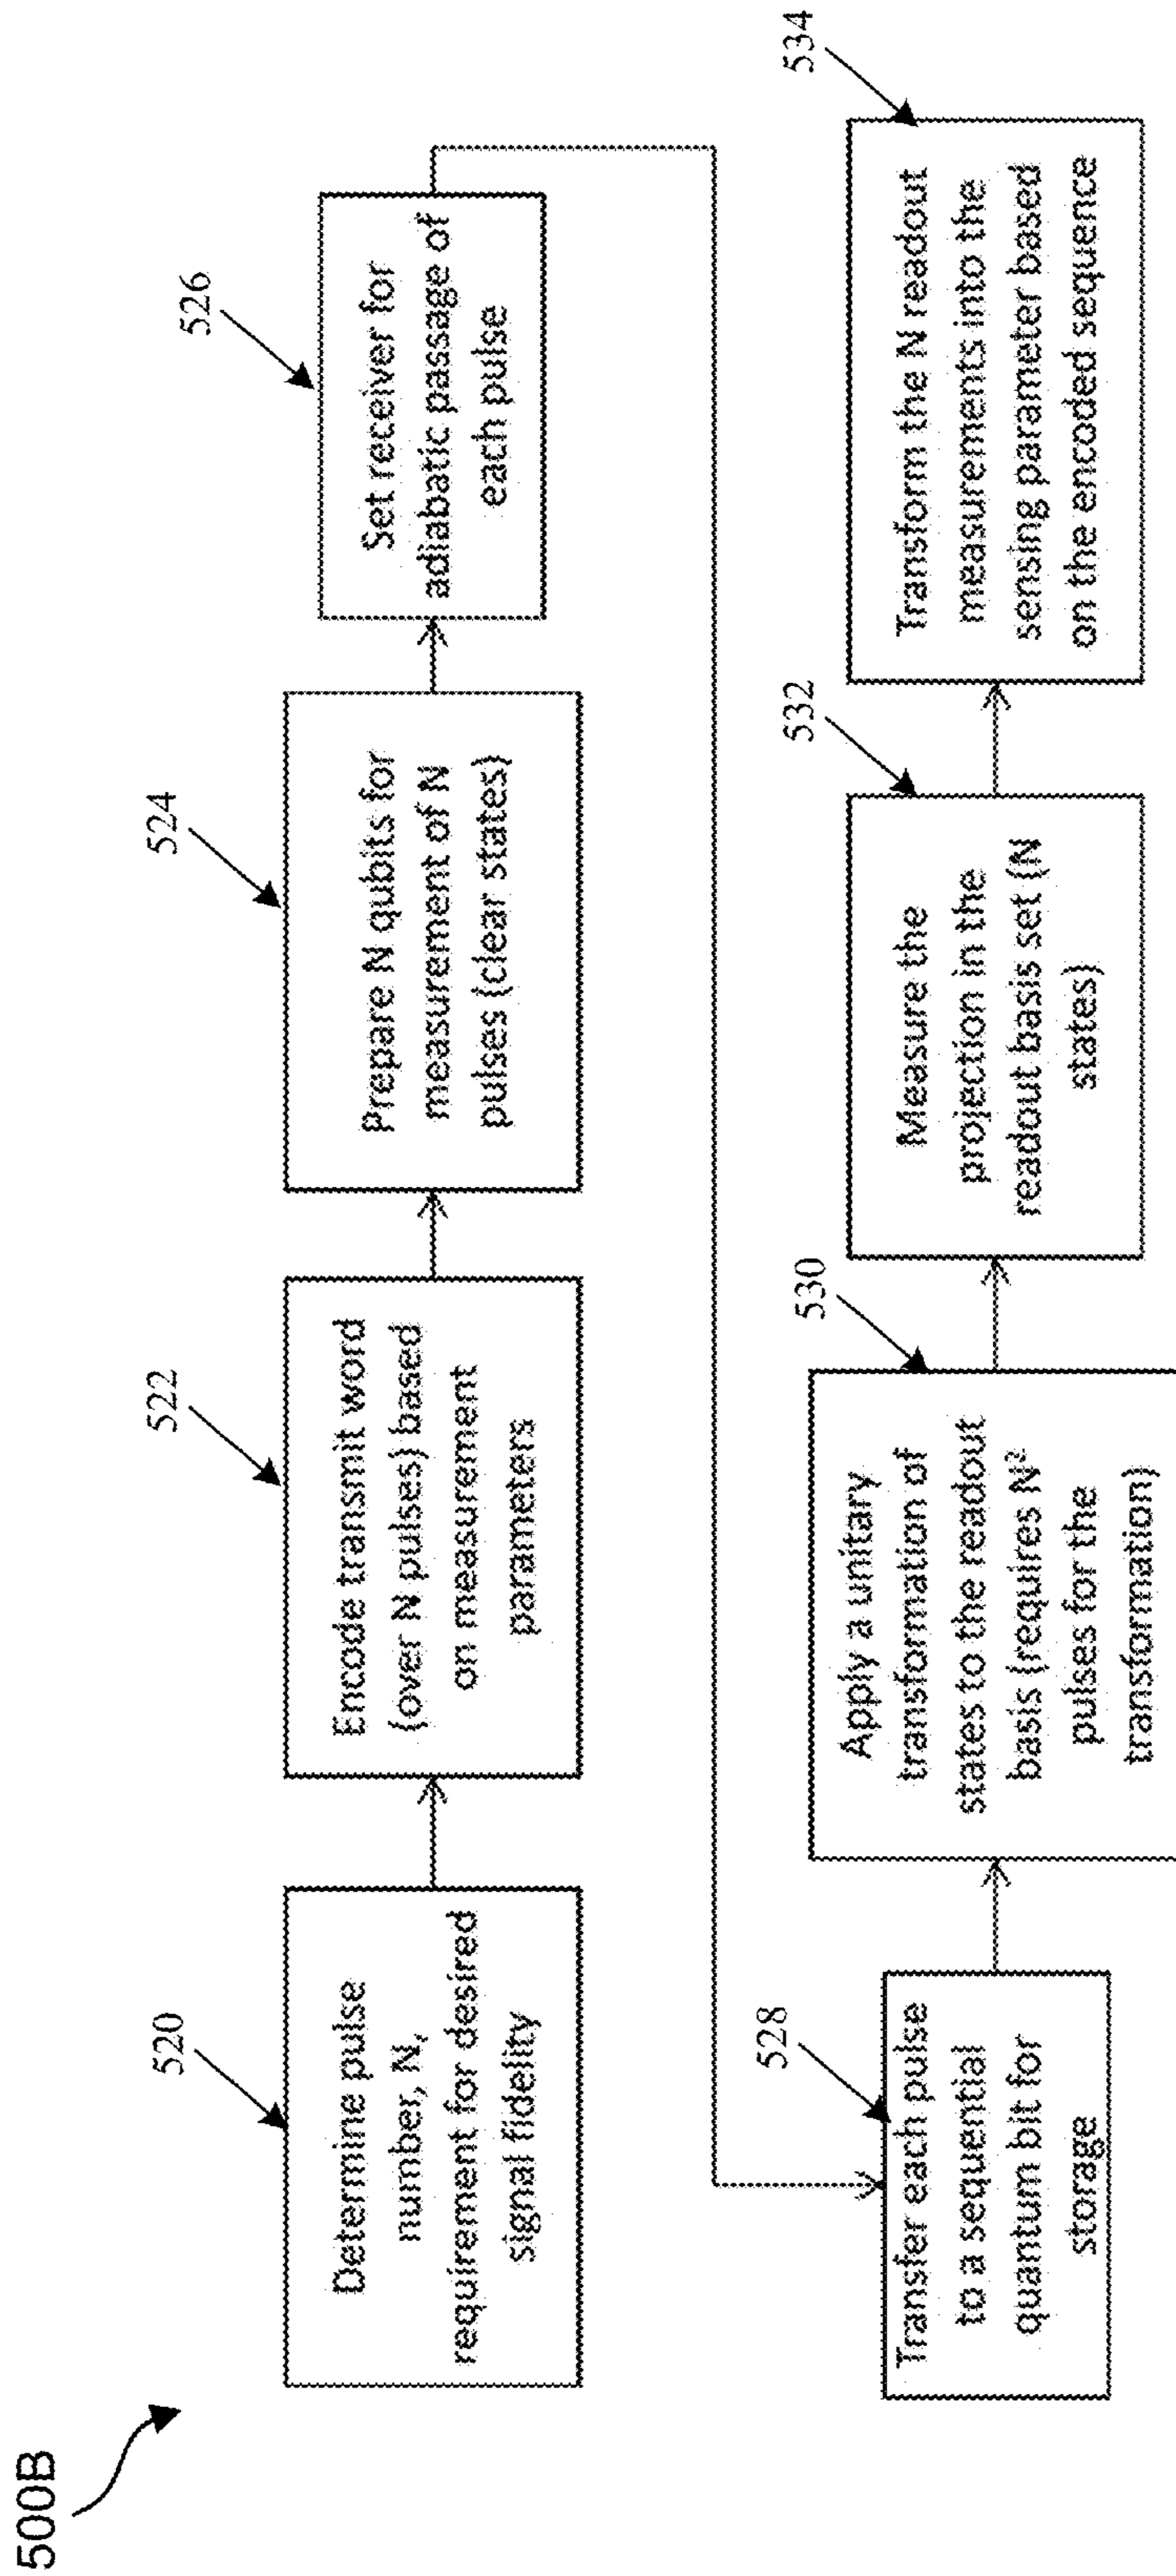 500B
520
Determine pulse
number, N,
requirement for desired
signal fidelity
522
Encode transmit word
(over N pulses) based
on measurement
parameters
524
Prepare N qubits for
measurement of N
pulses (clear states)
526
Set receiver for
adiabatic passage of
each pulse
528
Transfer each pulse
to a sequential
quantum bit for
storage
530
Apply a unitary
transformation of
states to the readout
basis (requires N²
pulses for the
transformation)
532
Measure the
projection in the
readout basis set (N
states)
534
Transform the N readout
measurements into the
sensing parameter based
on the encoded sequence